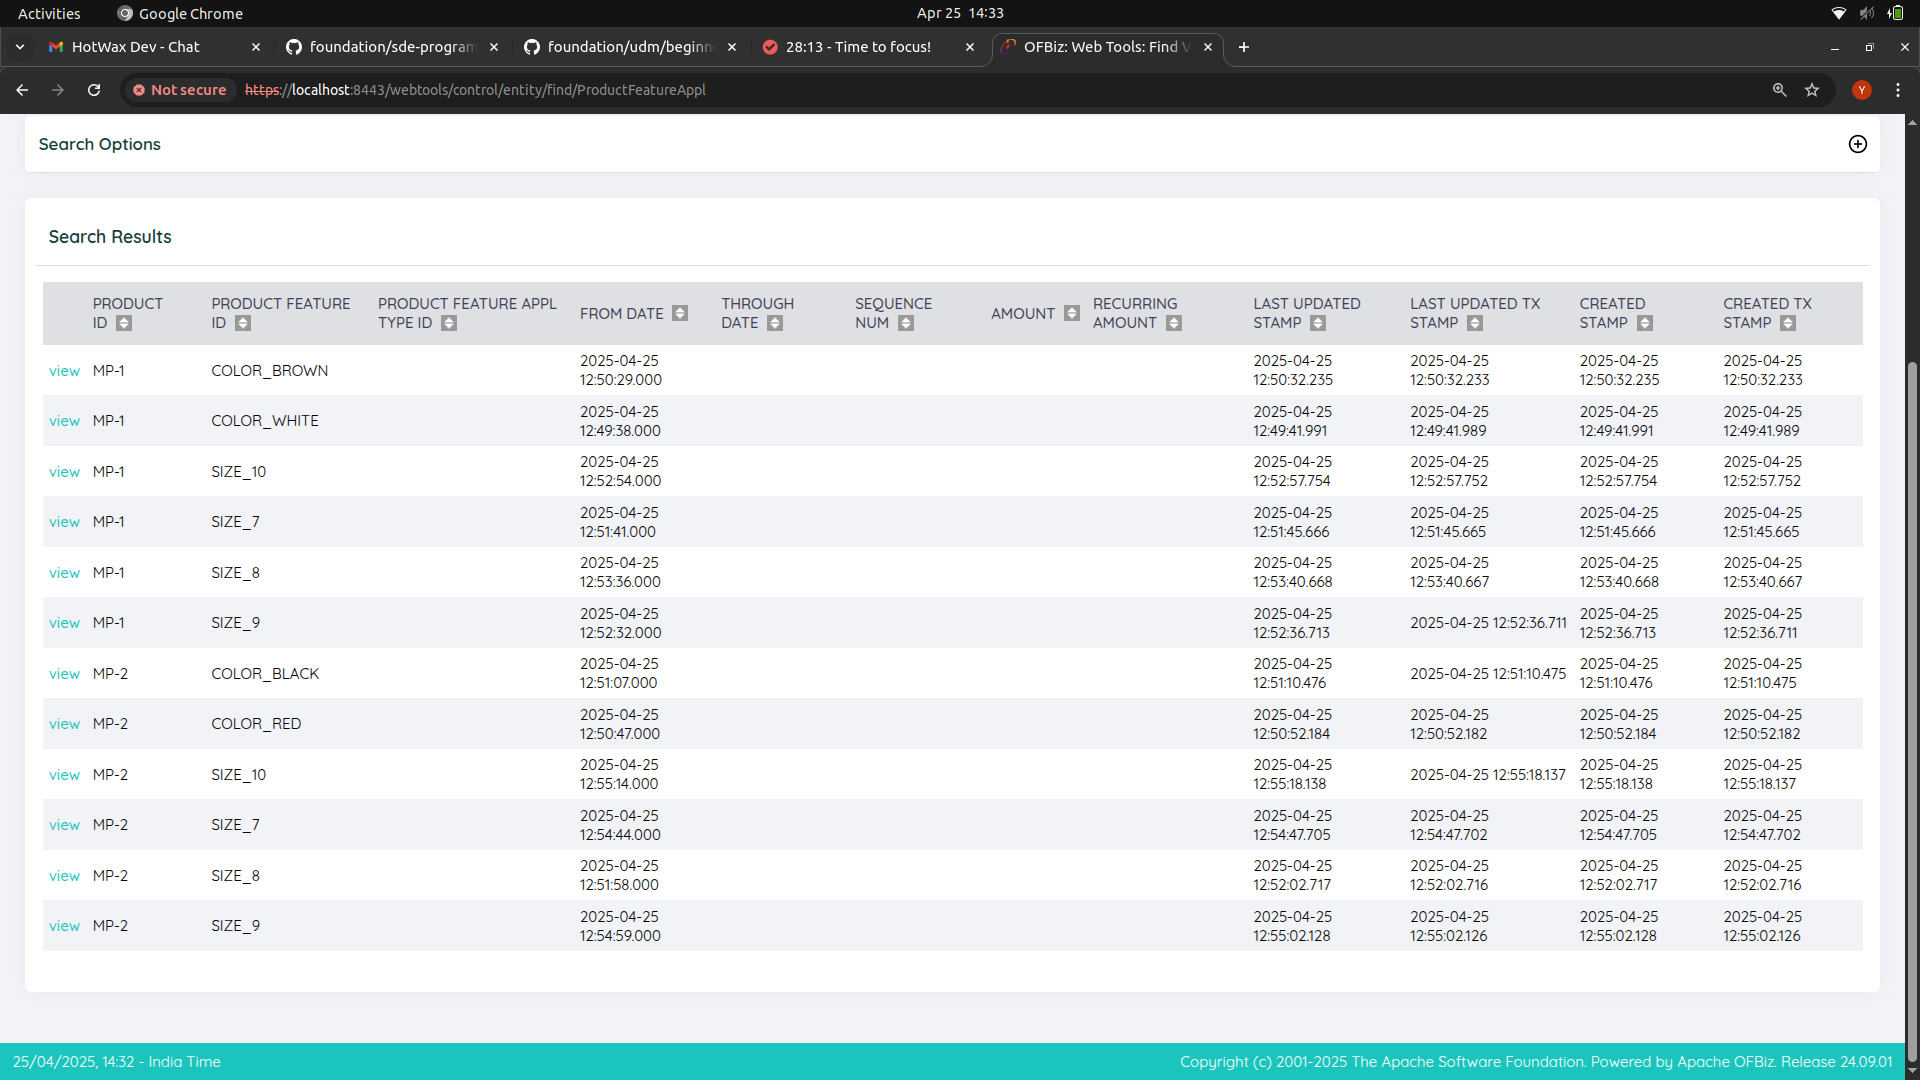 Activities Google Chrome Apr 25 14:33
HotWax Dev - Chat foundation/sde-program foundation/udm/beginn 28:13 - Time to focus! OFBiz: Web Tools: Find V
Not secure https://localhost:8443/webtools/control/entity/find/ProductFeatureAppl Y
Search Options
Search Results
PRODUCT ID PRODUCT FEATURE ID PRODUCT FEATURE APPL TYPE ID FROM DATE THROUGH DATE SEQUENCE NUM AMOUNT RECURRING AMOUNT LAST UPDATED STAMP LAST UPDATED TX STAMP CREATED STAMP CREATED TX STAMP
view MP-1 COLOR_BROWN 2025-04-25 12:50:29.000 2025-04-25 12:50:32.235 2025-04-25 12:50:32.233 2025-04-25 12:50:32.235 2025-04-25 12:50:32.233
view MP-1 COLOR_WHITE 2025-04-25 12:49:38.000 2025-04-25 12:49:41.991 2025-04-25 12:49:41.989 2025-04-25 12:49:41.991 2025-04-25 12:49:41.989
view MP-1 SIZE_10 2025-04-25 12:52:54.000 2025-04-25 12:52:57.754 2025-04-25 12:52:57.752 2025-04-25 12:52:57.754 2025-04-25 12:52:57.752
view MP-1 SIZE_7 2025-04-25 12:51:41.000 2025-04-25 12:51:45.666 2025-04-25 12:51:45.665 2025-04-25 12:51:45.666 2025-04-25 12:51:45.665
view MP-1 SIZE_8 2025-04-25 12:53:36.000 2025-04-25 12:53:40.668 2025-04-25 12:53:40.667 2025-04-25 12:53:40.668 2025-04-25 12:53:40.667
view MP-1 SIZE_9 2025-04-25 12:52:32.000 2025-04-25 12:52:36.713 2025-04-25 12:52:36.711 2025-04-25 12:52:36.713 2025-04-25 12:52:36.711
view MP-2 COLOR_BLACK 2025-04-25 12:51:07.000 2025-04-25 12:51:10.476 2025-04-25 12:51:10.475 2025-04-25 12:51:10.476 2025-04-25 12:51:10.475
view MP-2 COLOR_RED 2025-04-25 12:50:47.000 2025-04-25 12:50:52.184 2025-04-25 12:50:52.182 2025-04-25 12:50:52.184 2025-04-25 12:50:52.182
view MP-2 SIZE_10 2025-04-25 12:55:14.000 2025-04-25 12:55:18.138 2025-04-25 12:55:18.137 2025-04-25 12:55:18.138 2025-04-25 12:55:18.137
view MP-2 SIZE_7 2025-04-25 12:54:44.000 2025-04-25 12:54:47.705 2025-04-25 12:54:47.702 2025-04-25 12:54:47.705 2025-04-25 12:54:47.702
view MP-2 SIZE_8 2025-04-25 12:51:58.000 2025-04-25 12:52:02.717 2025-04-25 12:52:02.716 2025-04-25 12:52:02.717 2025-04-25 12:52:02.716
view MP-2 SIZE_9 2025-04-25 12:54:59.000 2025-04-25 12:55:02.128 2025-04-25 12:55:02.126 2025-04-25 12:55:02.128 2025-04-25 12:55:02.126
25/04/2025, 14:32 - India Time Copyright (c) 2001-2025 The Apache Software Foundation. Powered by Apache OFBiz. Release 24.09.01